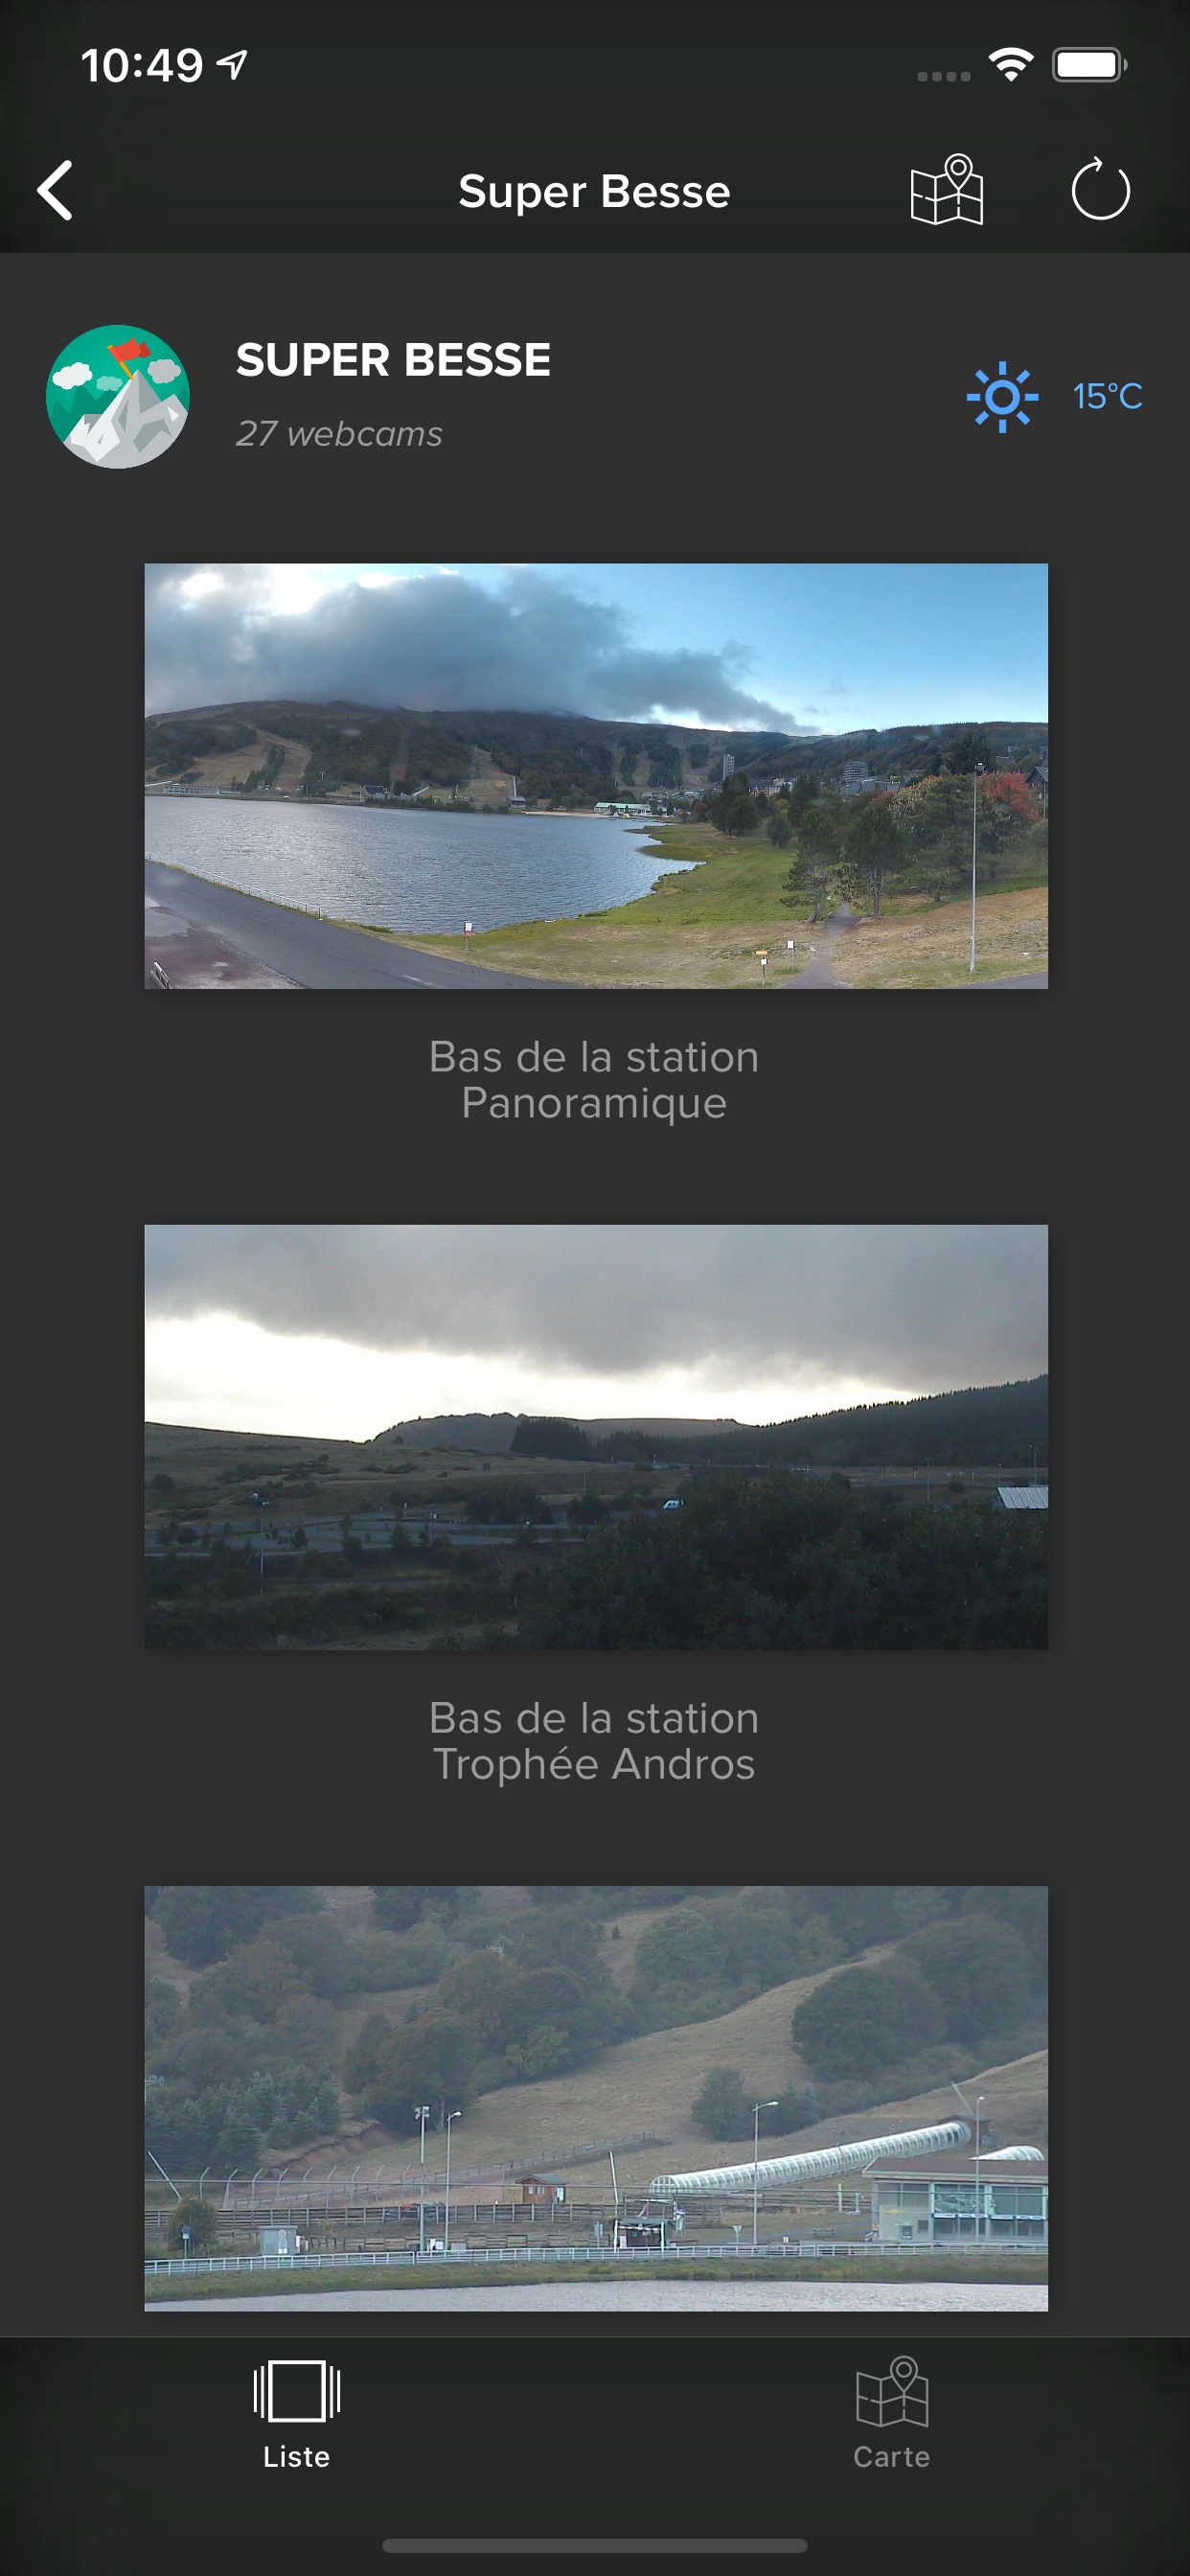 10:49
Super Besse
SUPER BESSE
27 webcams
15°C
Bas de la station
Panoramique
Bas de la station
Trophée Andros
Liste
Carte